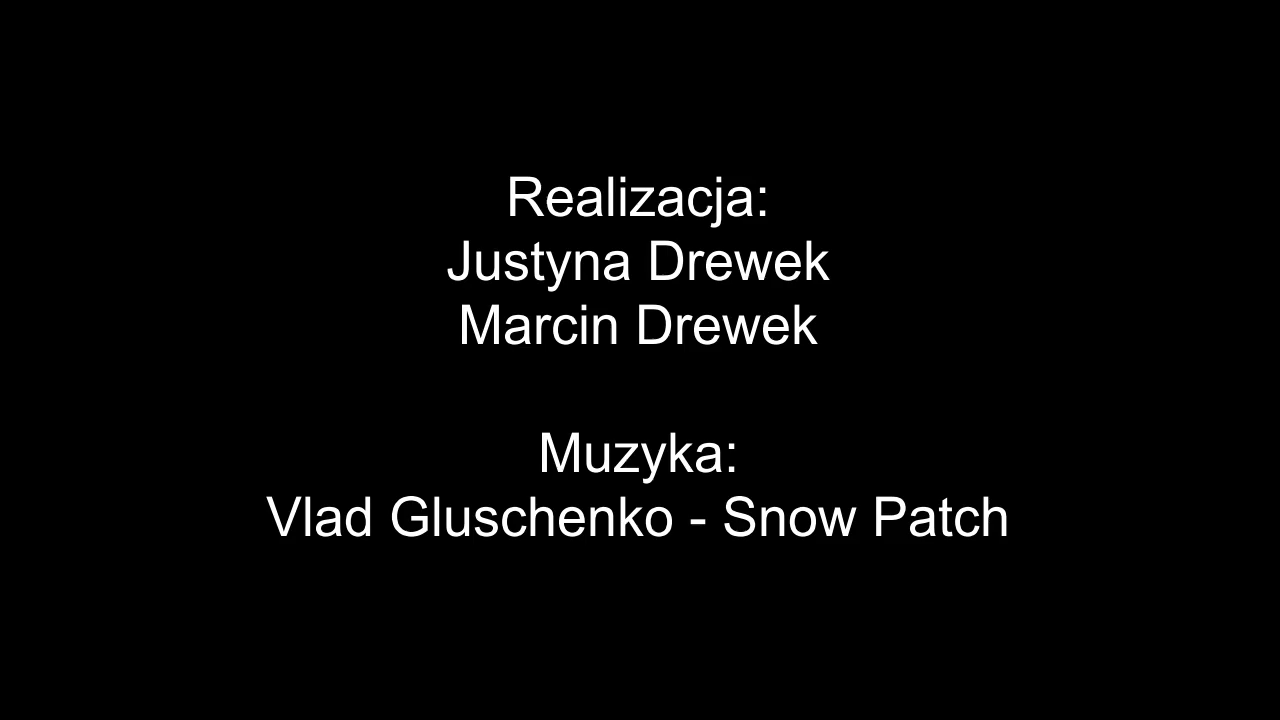 Realizacja:
Justyna Drewek
Marcin Drewek
Muzyka:
Vlad Gluschenko - Snow Patch